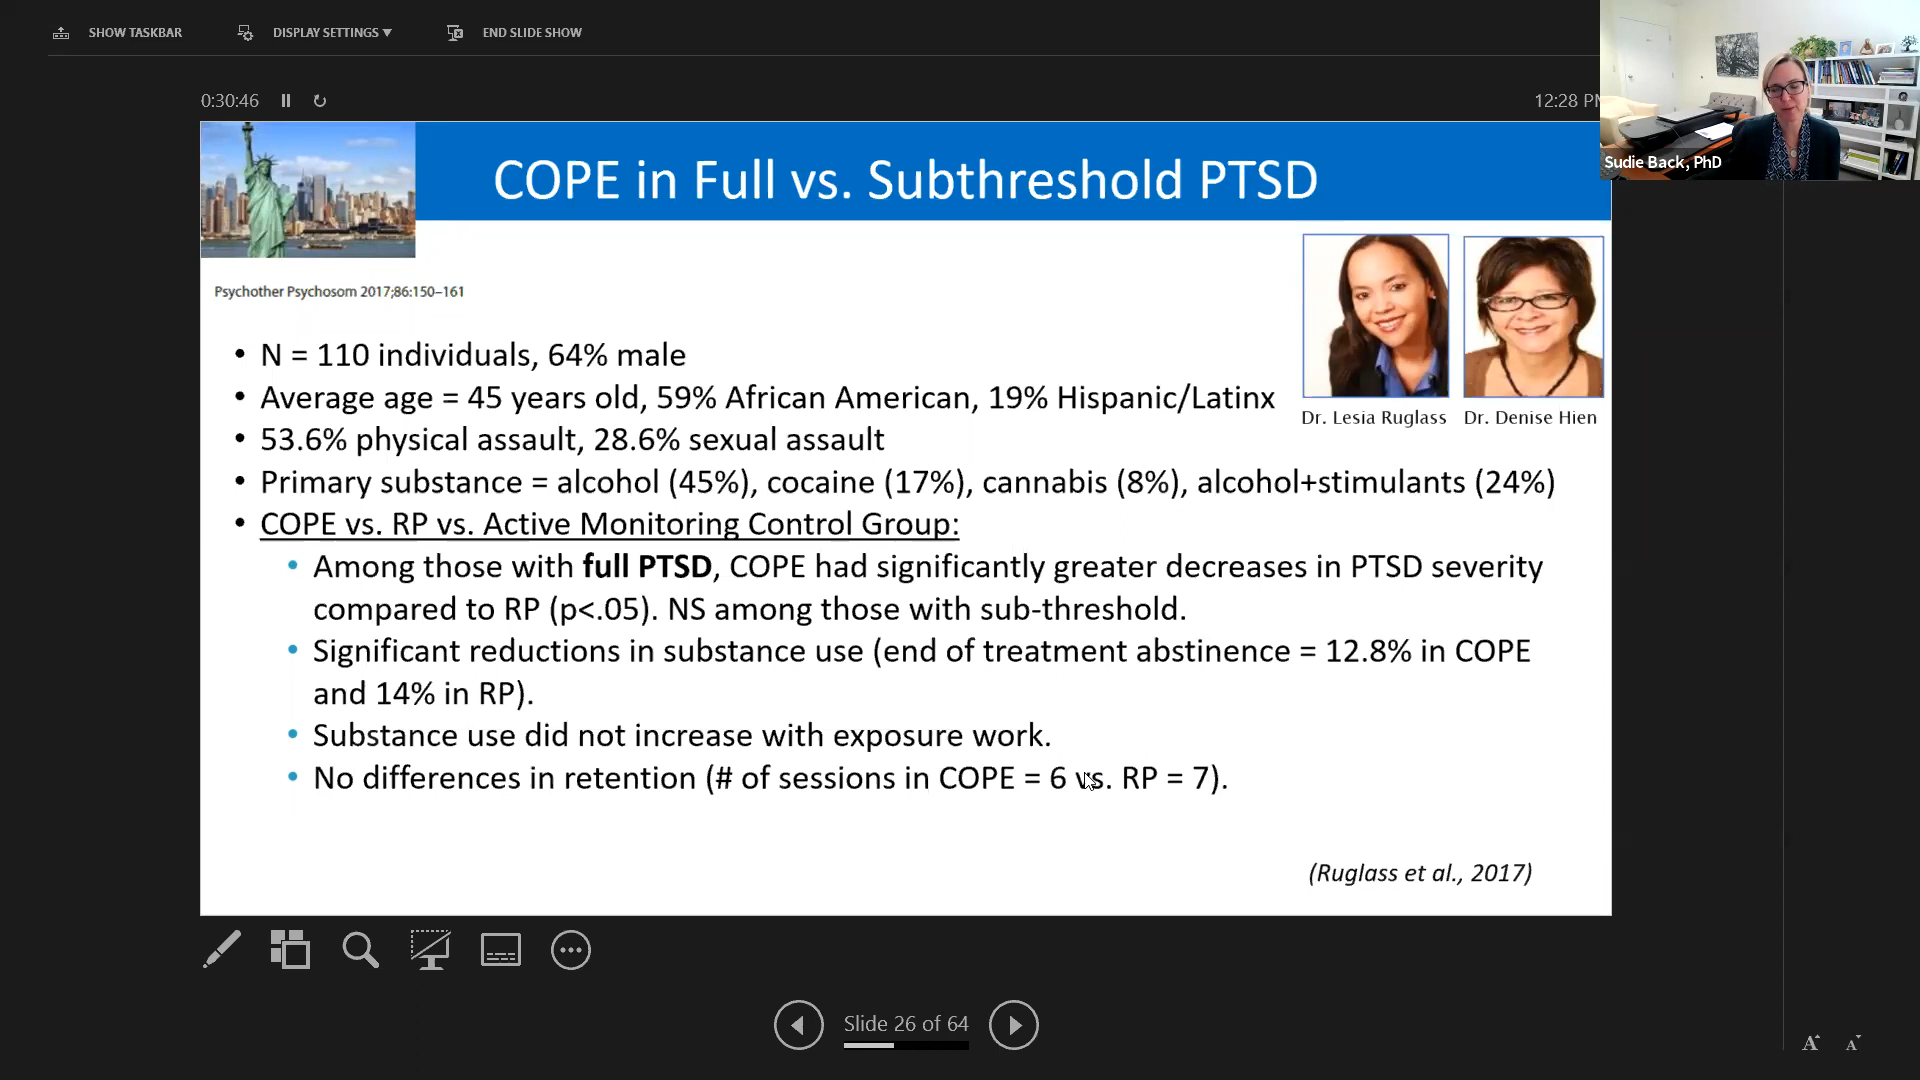 SHOW TASKBAR
DISPLAY SETTINGS ▼
END SLIDE SHOW
0:30:46
12:28 P
Sudie Back, PhD
COPE in Full vs. Subthreshold PTSD
Psychother Psychosom 2017;86:150–161
Dr. Lesia Ruglass
Dr. Denise Hien
• N = 110 individuals, 64% male
• Average age = 45 years old, 59% African American, 19% Hispanic/Latinx
• 53.6% physical assault, 28.6% sexual assault
• Primary substance = alcohol (45%), cocaine (17%), cannabis (8%), alcohol+stimulants (24%)
• COPE vs. RP vs. Active Monitoring Control Group:
• Among those with full PTSD, COPE had significantly greater decreases in PTSD severity
compared to RP (p<.05). NS among those with sub-threshold.
• Significant reductions in substance use (end of treatment abstinence = 12.8% in COPE
and 14% in RP).
• Substance use did not increase with exposure work.
• No differences in retention (# of sessions in COPE = 6 vs. RP = 7).
(Ruglass et al., 2017)
Slide 26 of 64
A A